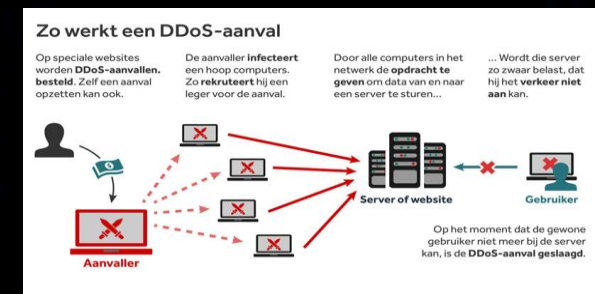 Zo werkt een DDoS-aanval
Op speciale websites
worden DDoS-aanvallen.
besteld. Zelf een aanval
opzetten kan ook.
De aanvaller infecteert
een hoop computers.
Zo rekruteert hij een
leger voor de aanval.
Door alle computers in het
netwerk de opdracht te
geven om data van en naar
een server te sturen...
... Wordt die server
zo zwaar belast, dat
hij het verkeer niet
aan kan.
Aanvaller
Server of website
Gebruiker
Op het moment dat de gewone
gebruiker niet meer bij de server
kan, is de DDoS-aanval geslaagd.